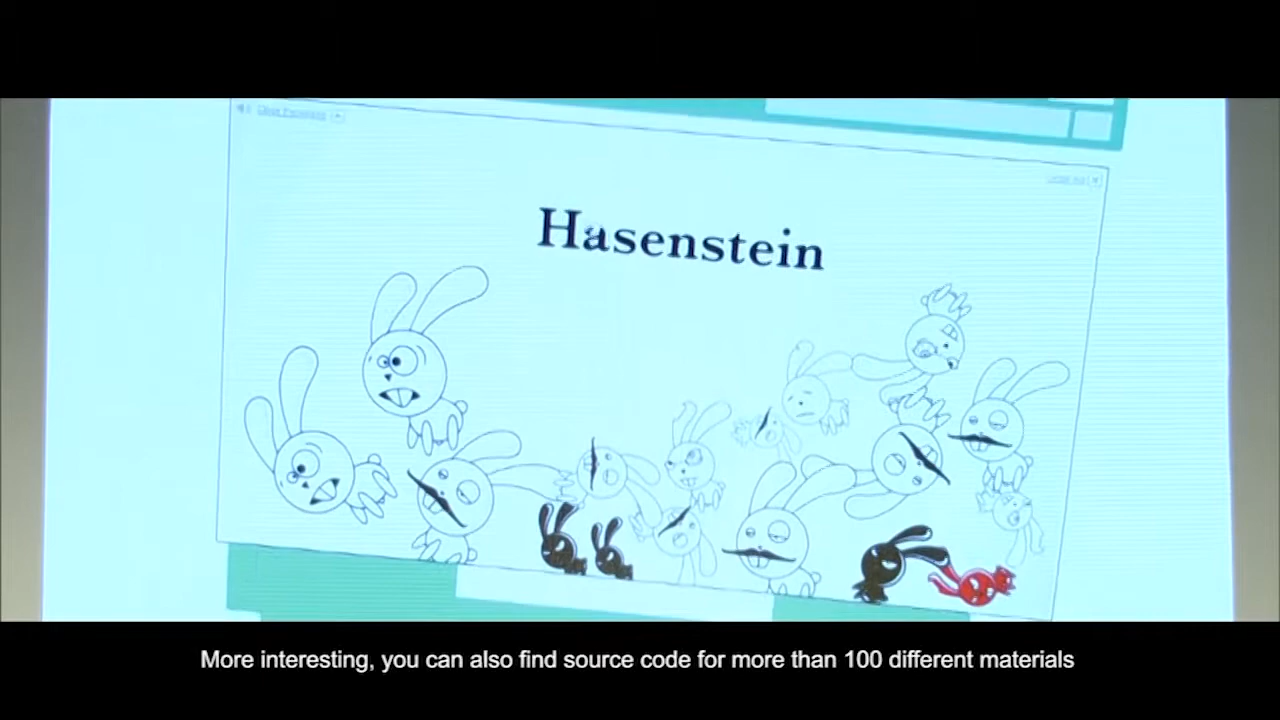 Hasenstein
More interesting, you can also find source code for more than 100 different materials